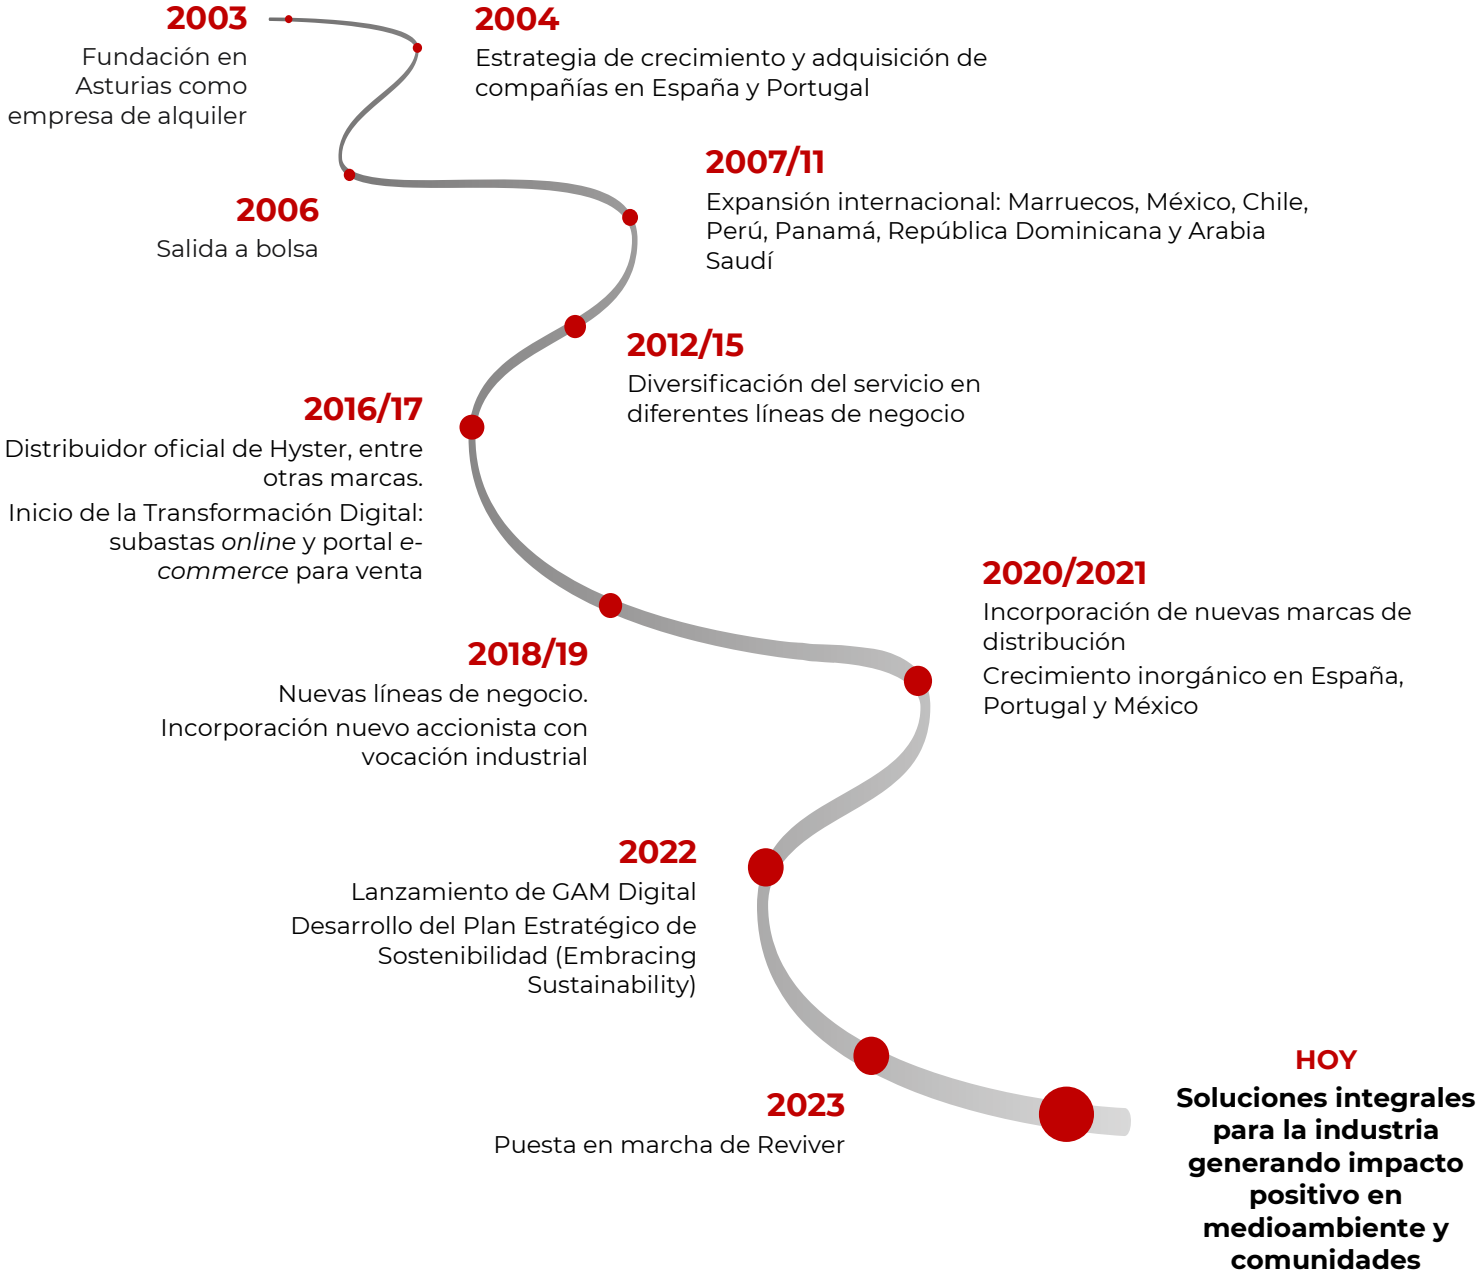 2003
Fundación en
Asturias como
empresa de alquiler
2004
Estrategia de crecimiento y adquisición de
compañías en España y Portugal
2006
Salida a bolsa
2007/11
Expansión internacional: Marruecos, México, Chile,
Perú, Panamá, República Dominicana y Arabia
Saudí
2012/15
Diversificación del servicio en
diferentes líneas de negocio
2016/17
Distribuidor oficial de Hyster, entre
otras marcas.
Inicio de la Transformación Digital:
subastas online y portal e-
commerce para venta
2018/19
Nuevas líneas de negocio.
Incorporación nuevo accionista con
vocación industrial
2020/2021
Incorporación de nuevas marcas de
distribución
Crecimiento inorgánico en España,
Portugal y México
2022
Lanzamiento de GAM Digital
Desarrollo del Plan Estratégico de
Sostenibilidad (Embracing
Sustainability)
2023
Puesta en marcha de Reviver
HOY
Soluciones integrales
para la industria
generando impacto
positivo en
medioambiente y
comunidades